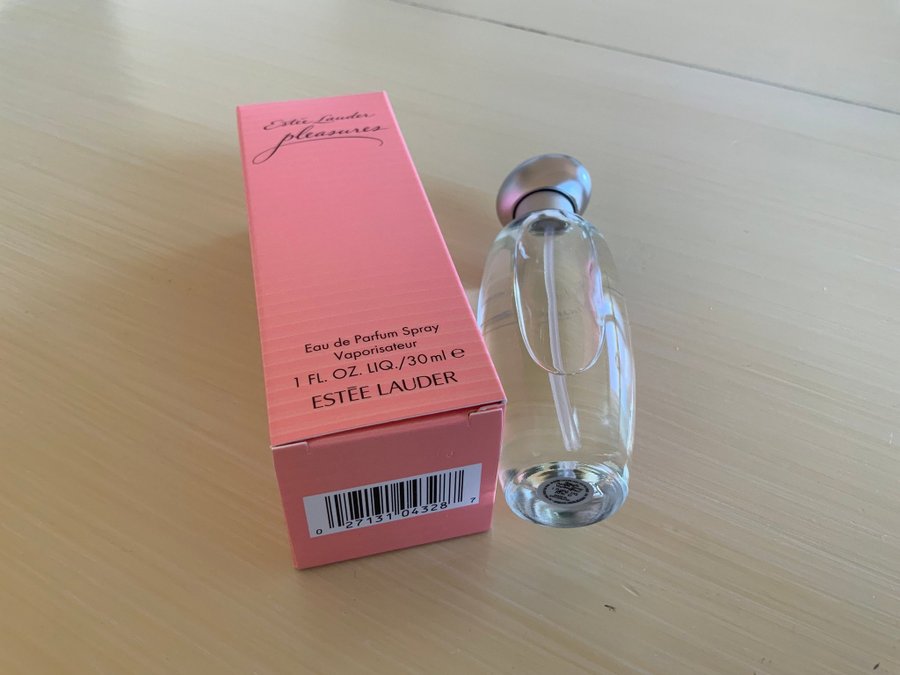 Estēe Lauder
pleasures
Eau de Parfum Spray
Vaporisateur
1 FL. OZ. LIQ./30 ml ℮
ESTĒE LAUDER
0 27131 04328 7